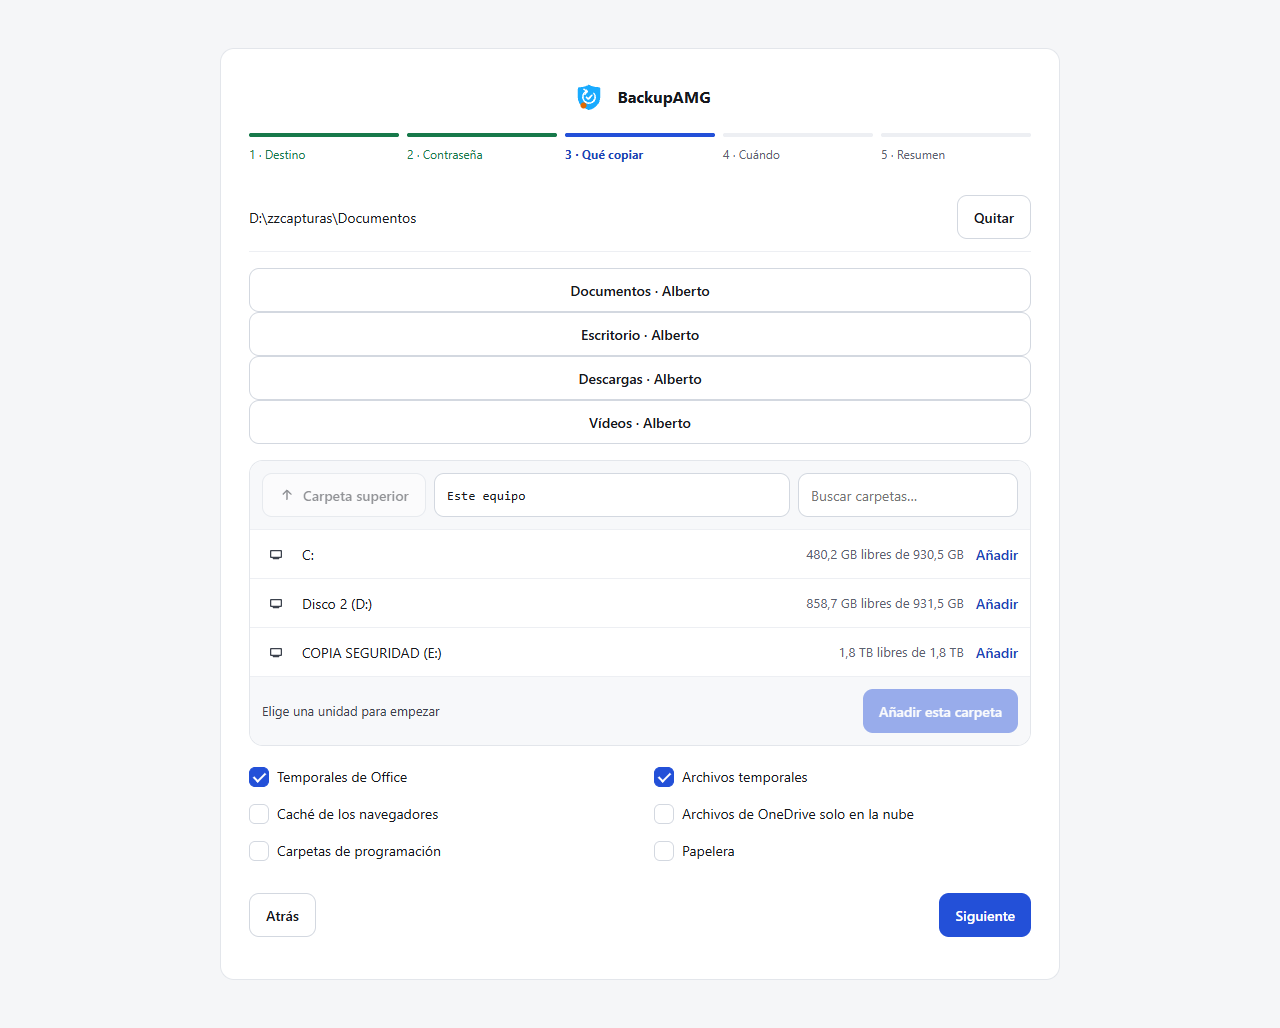 BackupAMG
1 · Destino
2 · Contraseña
3 · Qué copiar
4 · Cuándo
5 · Resumen
D:\zzcapturas\Documentos
Quitar
Documentos · Alberto
Escritorio · Alberto
Descargas · Alberto
Vídeos · Alberto
Carpeta superior
Este equipo
Buscar carpetas...
C:
480,2 GB libres de 930,5 GB
Añadir
Disco 2 (D:)
858,7 GB libres de 931,5 GB
Añadir
COPIA SEGURIDAD (E:)
1,8 TB libres de 1,8 TB
Añadir
Elige una unidad para empezar
Añadir esta carpeta
Temporales de Office
Archivos temporales
Caché de los navegadores
Archivos de OneDrive solo en la nube
Carpetas de programación
Papelera
Atrás
Siguiente